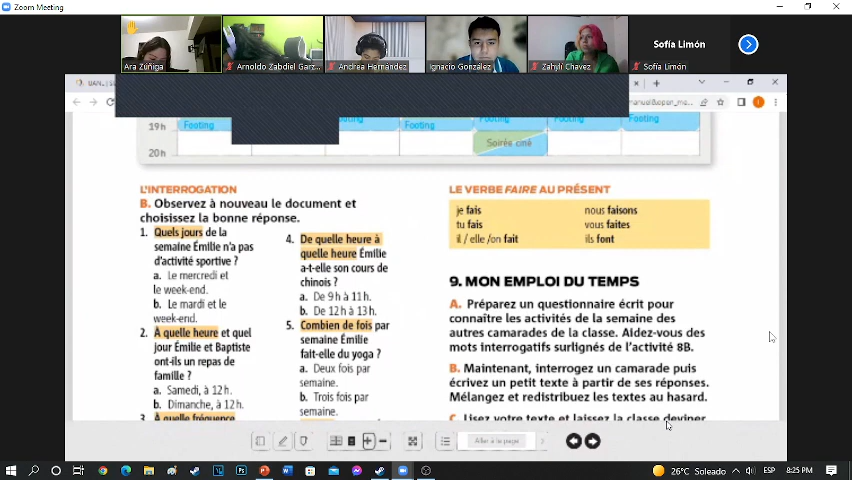 Zoom Meeting
Ara Zúñiga
Arnoldo Zabdiel Garz...
Andrea Hernández
Ignacio González
Zahyli Chavez
Sofía Limón
Sofía Limón
19h
Footing
Footing
Footing
Footing
Footing
20h
Soirée ciné
L'INTERROGATION
B. Observez à nouveau le document et
choisissez la bonne réponse.
1. Quels jours de la
semaine Émilie n'a pas
d'activité sportive ?
a. Le mercredi et
le week-end.
b. Le mardi et le
week-end.
2. À quelle heure et quel
jour Émilie et Baptiste
ont-ils un repas de
famille ?
a. Samedi, à 12h.
b. Dimanche, à 12h.
3. À quelle fréquence
4. De quelle heure à
quelle heure Émilie
a-t-elle son cours de
chinois ?
a. De 9h à 11h.
b. De 12h à 13h.
5. Combien de fois par
semaine Émilie
fait-elle du yoga ?
a. Deux fois par
semaine.
b. Trois fois par
semaine.
LE VERBE FAIRE AU PRÉSENT
je fais
tu fais
il / elle /on fait
nous faisons
vous faites
ils font
9. MON EMPLOI DU TEMPS
A. Préparez un questionnaire écrit pour
connaître les activités de la semaine des
autres camarades de la classe. Aidez-vous des
mots interrogatifs surlignés de l'activité 8B.
B. Maintenant, interrogez un camarade puis
écrivez un petit texte à partir de ses réponses.
Mélangez et redistribuez les textes au hasard.
C. Lisez votre texte et laissez la classe deviner
Aller à la page
26°C Soleado
ESP
8:25 PM